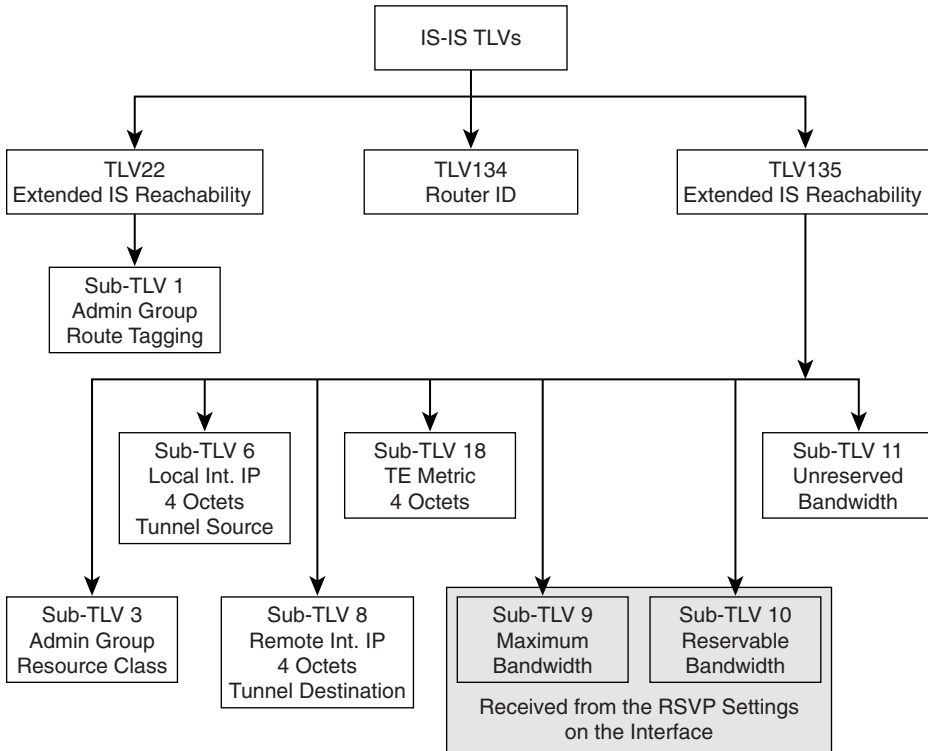 IS-IS TLVs
TLV22
Extended IS Reachability
TLV134
Router ID
TLV135
Extended IS Reachability
Sub-TLV 1
Admin Group
Route Tagging
Sub-TLV 6
Local Int. IP
4 Octets
Tunnel Source
Sub-TLV 18
TE Metric
4 Octets
Sub-TLV 11
Unreserved
Bandwidth
Sub-TLV 3
Admin Group
Resource Class
Sub-TLV 8
Remote Int. IP
4 Octets
Tunnel Destination
Sub-TLV 9
Maximum
Bandwidth
Sub-TLV 10
Reservable
Bandwidth
Received from the RSVP Settings
on the Interface